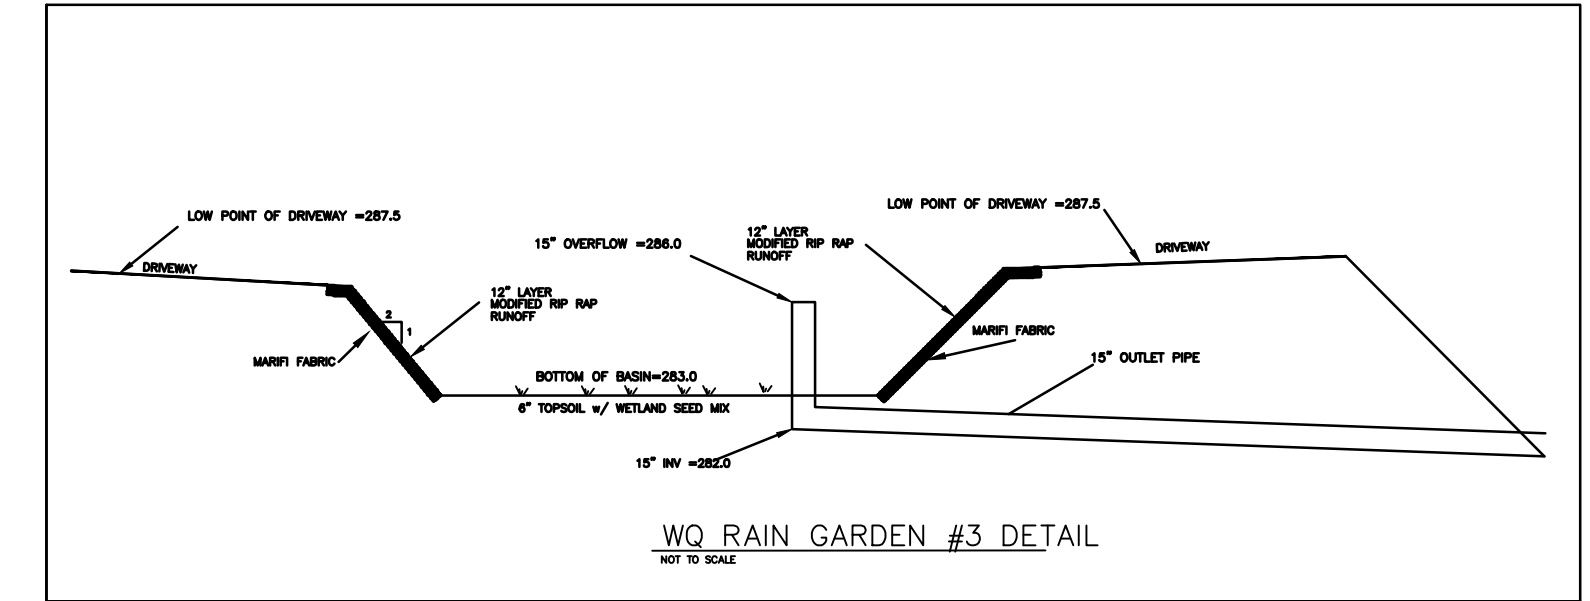 LOW POINT OF DRIVEWAY =287.5
DRIVEWAY
12" LAYER
MODIFIED RIP RAP
RUNOFF
2
1
MARIFI FABRIC
15" OVERFLOW =286.0
12" LAYER
MODIFIED RIP RAP
RUNOFF
LOW POINT OF DRIVEWAY =287.5
DRIVEWAY
MARIFI FABRIC
15" OUTLET PIPE
BOTTOM OF BASIN=283.0
6" TOPSOIL w/ WETLAND SEED MIX
15" INV =282.0
WQ RAIN GARDEN #3 DETAIL
NOT TO SCALE